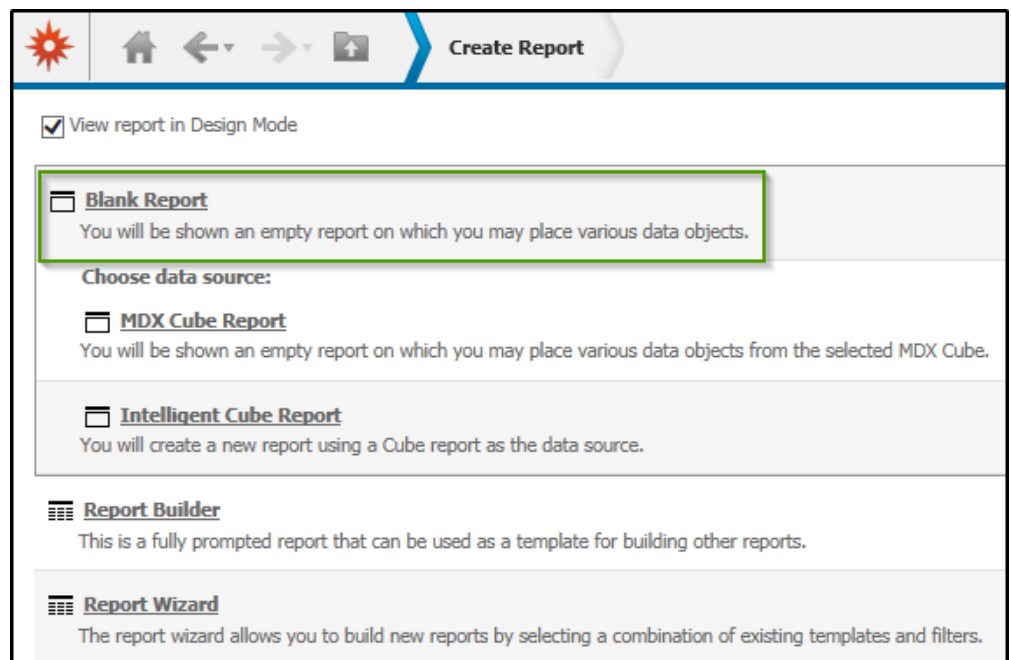 Create Report
View report in Design Mode
Blank Report
You will be shown an empty report on which you may place various data objects.
Choose data source:
MDX Cube Report
You will be shown an empty report on which you may place various data objects from the selected MDX Cube.
Intelligent Cube Report
You will create a new report using a Cube report as the data source.
Report Builder
This is a fully prompted report that can be used as a template for building other reports.
Report Wizard
The report wizard allows you to build new reports by selecting a combination of existing templates and filters.